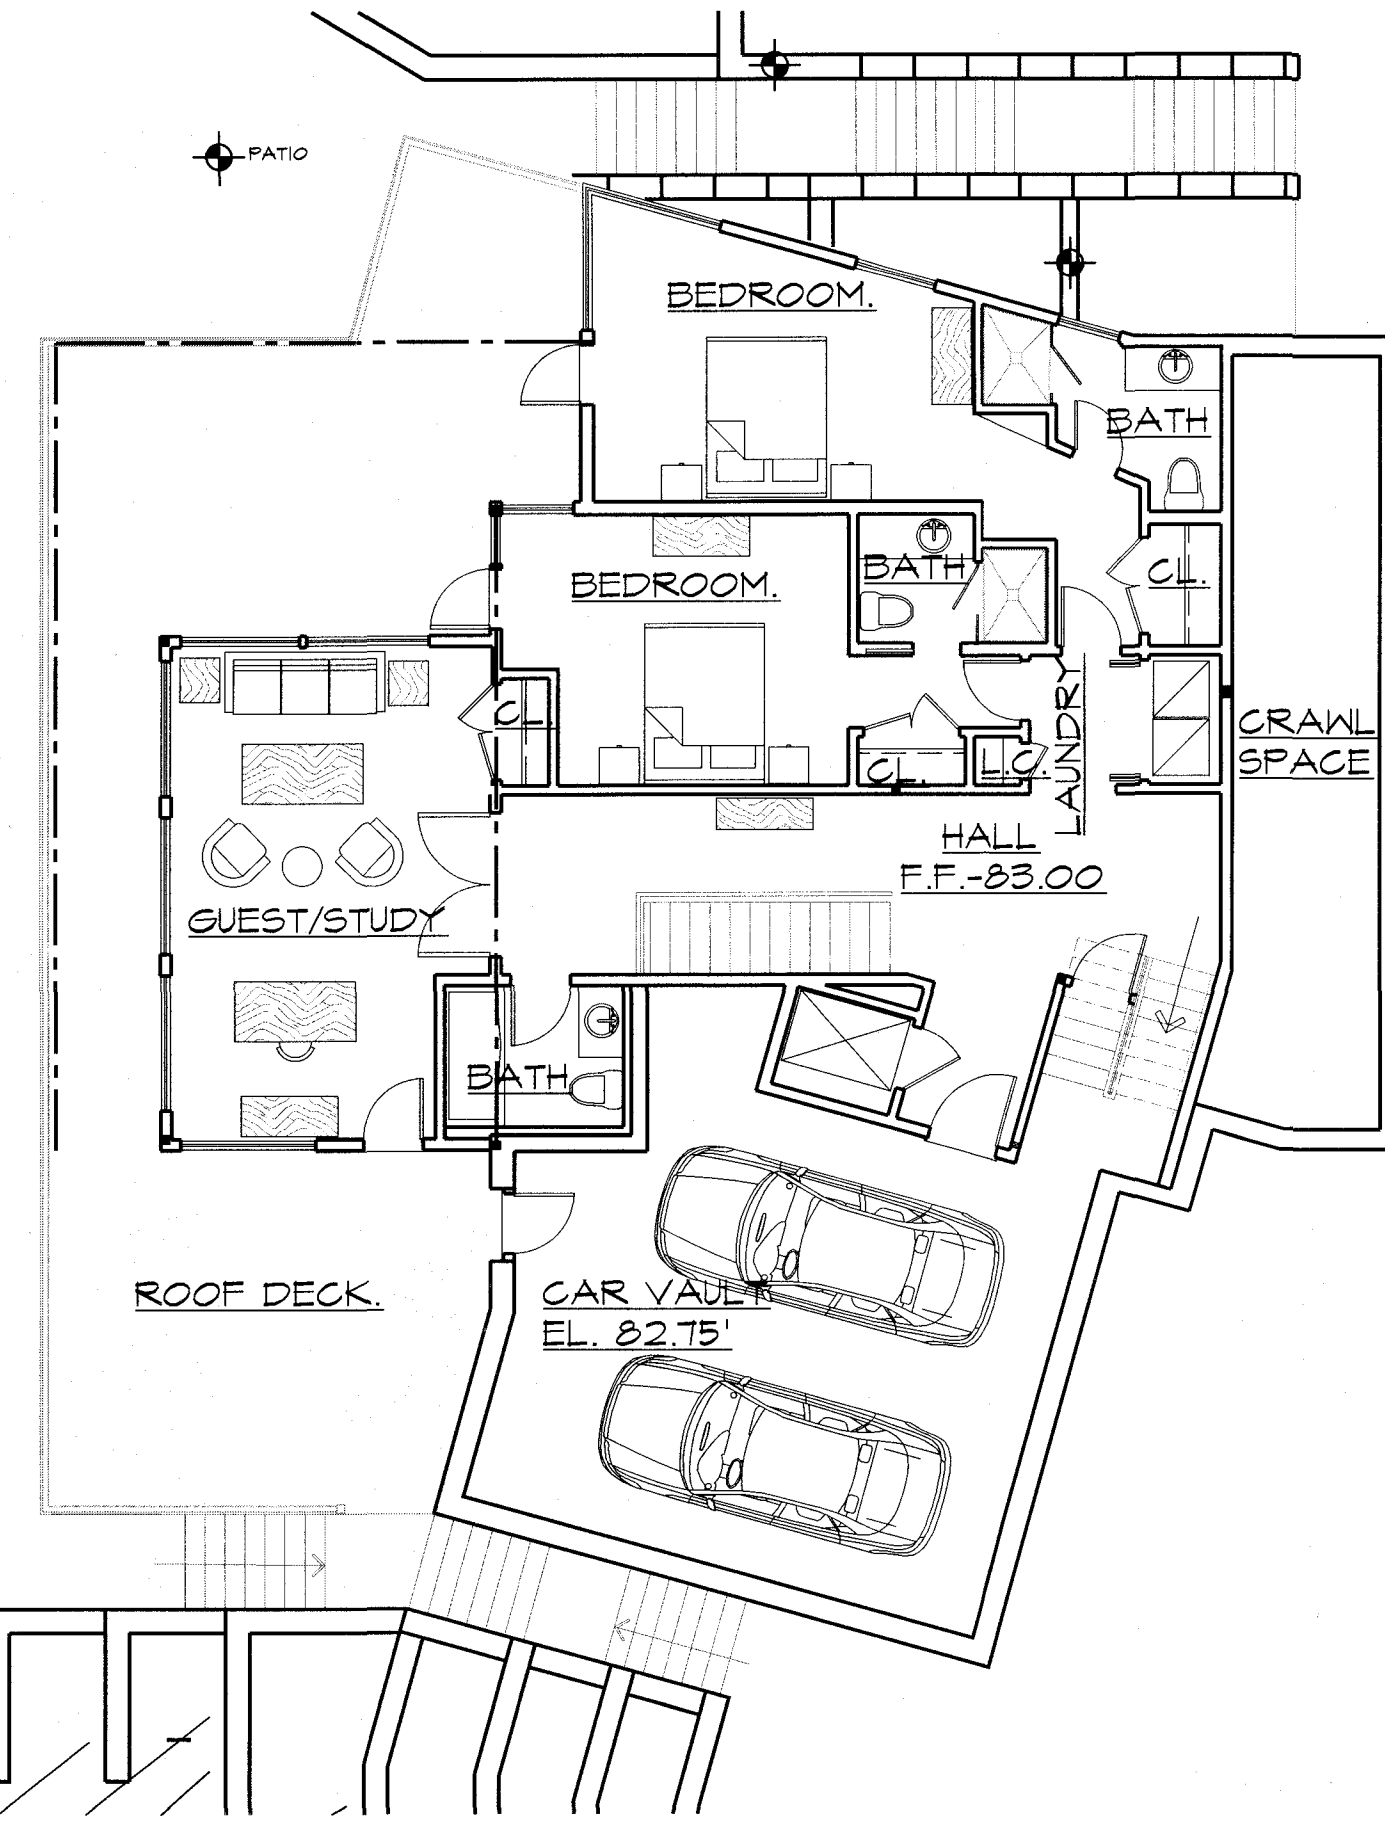 PATIO
BEDROOM.
BATH
BATH
CL.
BEDROOM.
CL.
LAUNDRY
CRAWL
SPACE
CL.
L.C.
HALL
F.F.-83.00
GUEST/STUDY
BATH
ROOF DECK.
CAR VAULT
EL. 82.75'